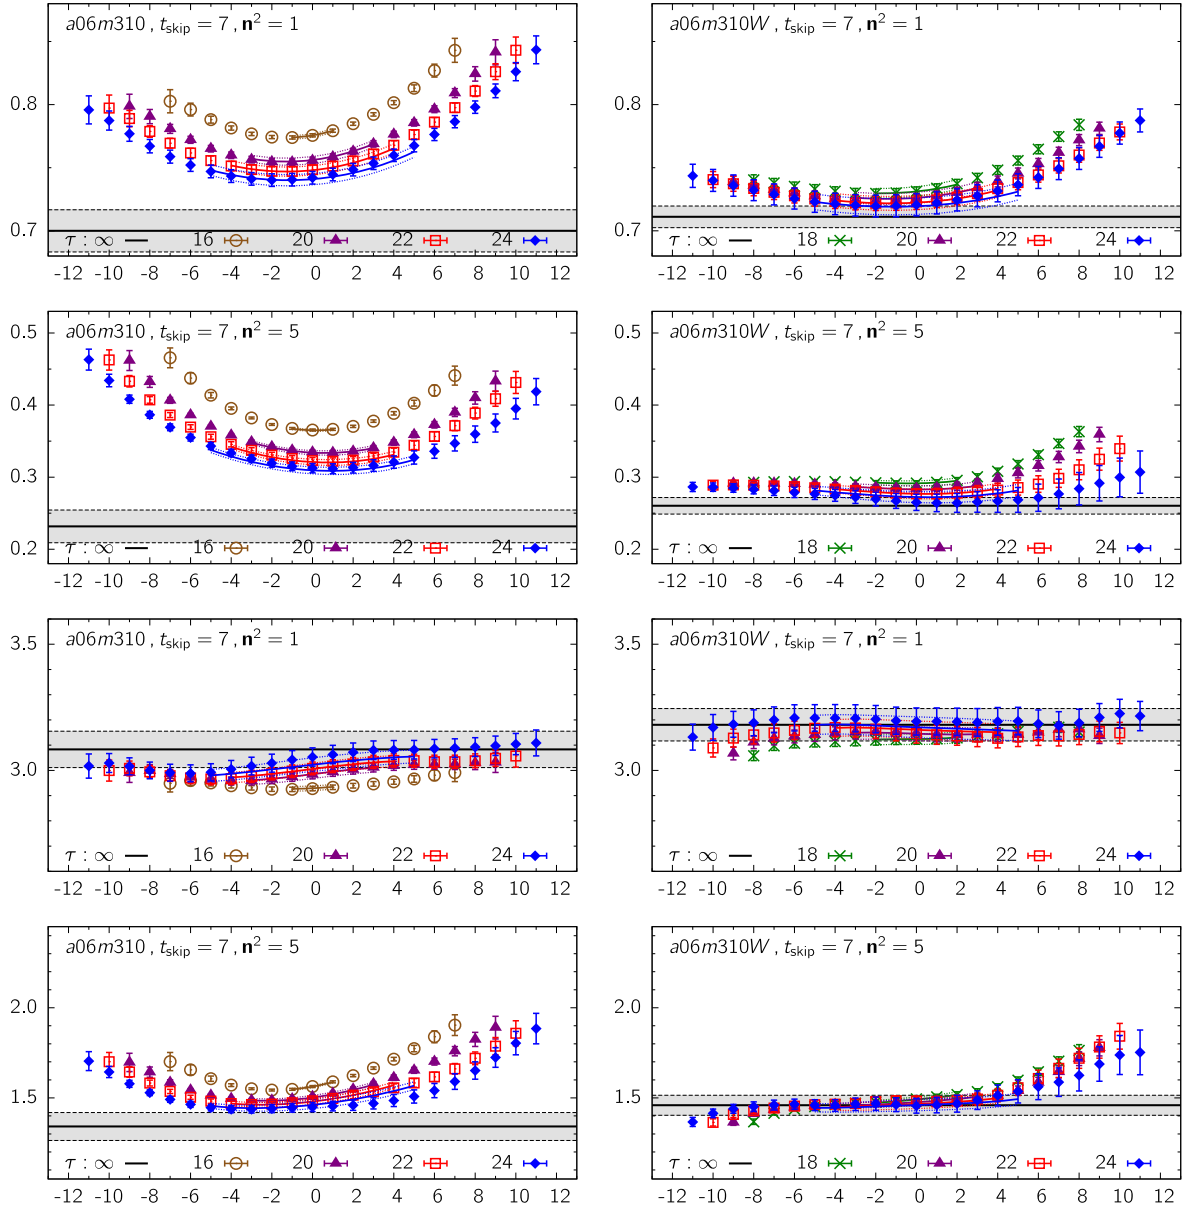 a06m310 , t_skip = 7 , n² = 1
0.8
0.7
τ : ∞ 16 20 22 24
-12 -10 -8 -6 -4 -2 0 2 4 6 8 10 12
a06m310W , t_skip = 7 , n² = 1
0.8
0.7
τ : ∞ 18 20 22 24
-12 -10 -8 -6 -4 -2 0 2 4 6 8 10 12
a06m310 , t_skip = 7 , n² = 5
0.5
0.4
0.3
0.2
τ : ∞ 16 20 22 24
-12 -10 -8 -6 -4 -2 0 2 4 6 8 10 12
a06m310W , t_skip = 7 , n² = 5
0.5
0.4
0.3
0.2
τ : ∞ 18 20 22 24
-12 -10 -8 -6 -4 -2 0 2 4 6 8 10 12
a06m310 , t_skip = 7 , n² = 1
3.5
3.0
τ : ∞ 16 20 22 24
-12 -10 -8 -6 -4 -2 0 2 4 6 8 10 12
a06m310W , t_skip = 7 , n² = 1
3.5
3.0
τ : ∞ 18 20 22 24
-12 -10 -8 -6 -4 -2 0 2 4 6 8 10 12
a06m310 , t_skip = 7 , n² = 5
2.0
1.5
τ : ∞ 16 20 22 24
-12 -10 -8 -6 -4 -2 0 2 4 6 8 10 12
a06m310W , t_skip = 7 , n² = 5
2.0
1.5
τ : ∞ 18 20 22 24
-12 -10 -8 -6 -4 -2 0 2 4 6 8 10 12